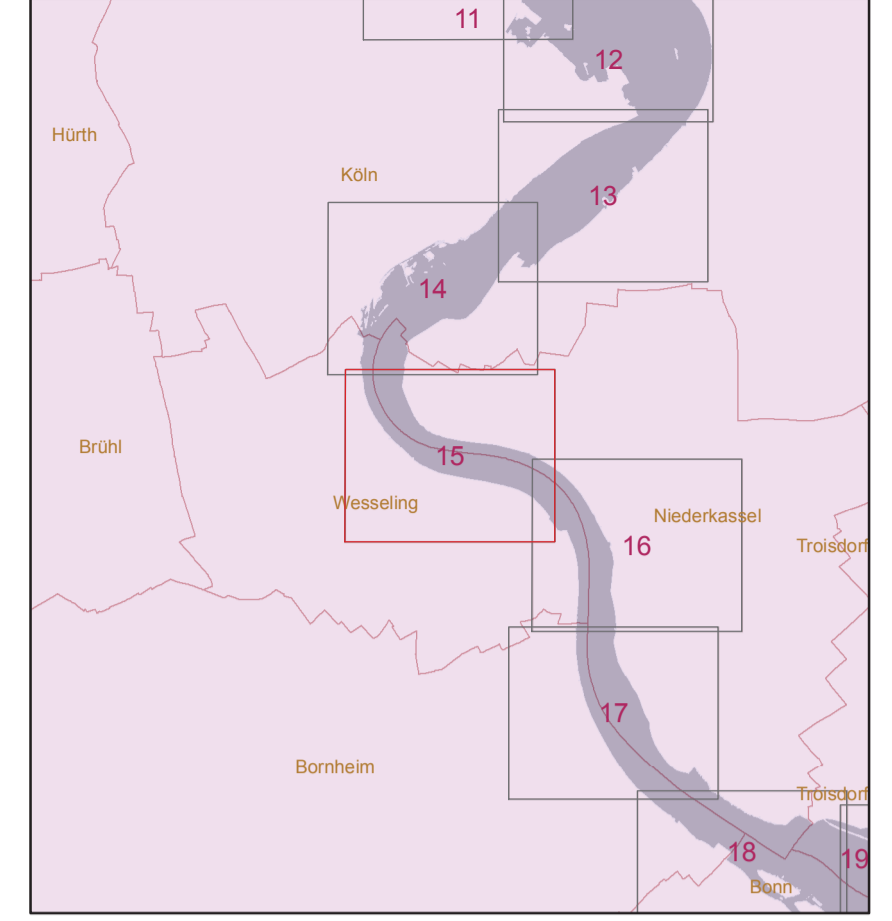 11
12
Hürth
Köln
13
14
Brühl
15
Wesseling
Niederkassel
16
Troisdorf
17
Bornheim
Troisdorf
18
19
Bonn